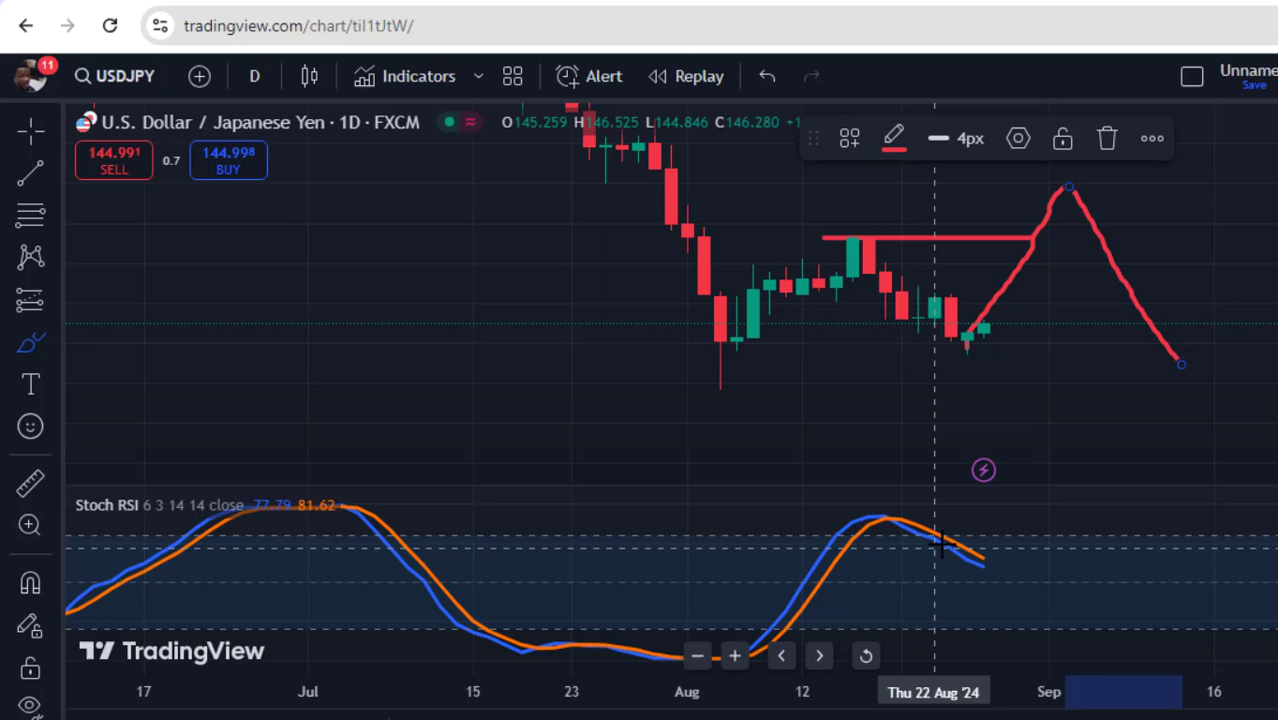 tradingview.com/chart/til1tJtW/
11
USDJPY
D
Indicators
Alert
Replay
Unname
Save
U.S. Dollar / Japanese Yen · 1D · FXCM
O145.259 H146.525 L144.846 C146.280 +1
144.991
SELL
0.7
144.998
BUY
4px
T
Stoch RSI 6 3 14 14 close 77.79 81.62
TradingView
17
Jul
15
23
Aug
12
Thu 22 Aug '24
Sep
16